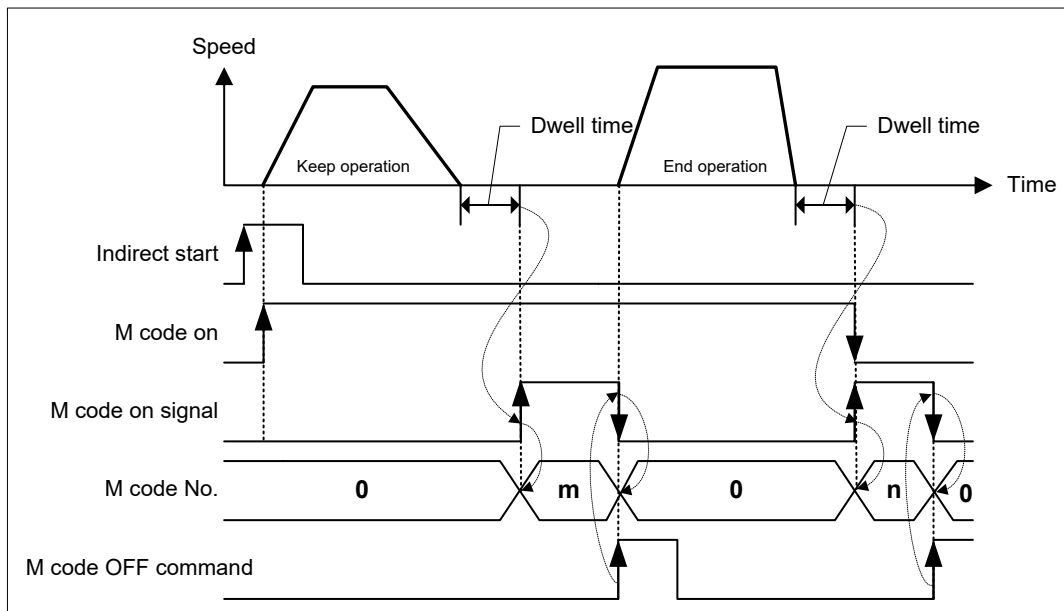 Speed
Dwell time
Dwell time
Keep operation
End operation
Time
Indirect start
M code on
M code on signal
M code No.
0
m
0
n
0
M code OFF command